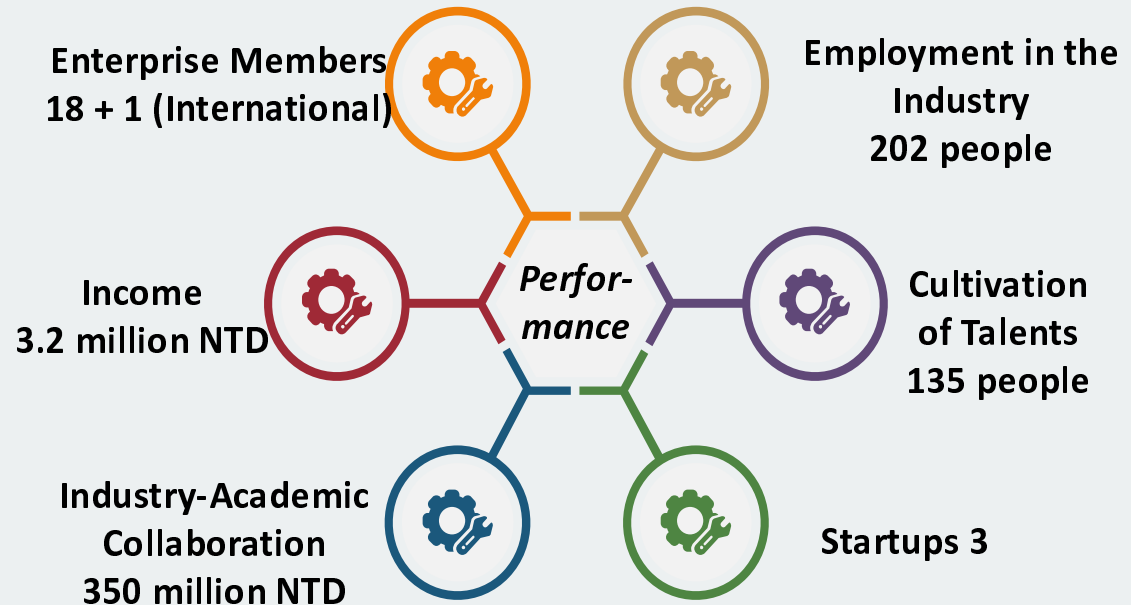 Enterprise Members
18 + 1 (International)
Employment in the
Industry
202 people
Income
3.2 million NTD
Perfor-
mance
Cultivation
of Talents
135 people
Industry-Academic
Collaboration
350 million NTD
Startups 3